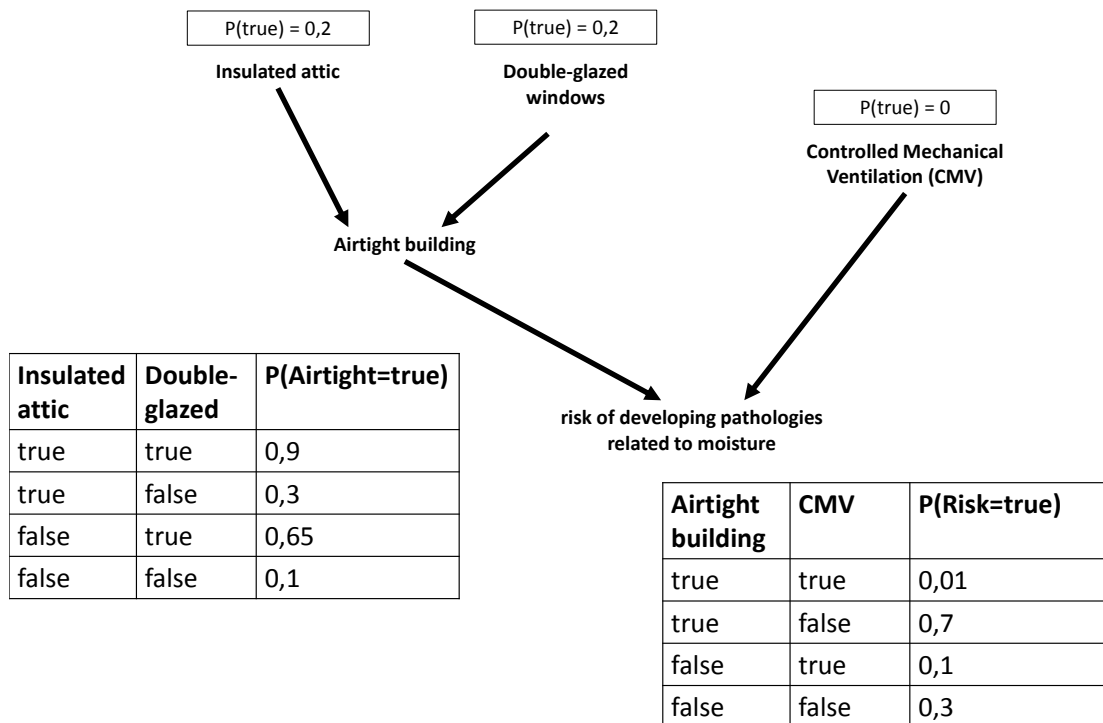 P(true) = 0,2
P(true) = 0,2
Insulated attic
Double-glazed
windows
P(true) = 0
Controlled Mechanical
Ventilation (CMV)
Airtight building
Insulated attic Double-glazed P(Airtight=true)
true true 0,9
true false 0,3
false true 0,65
false false 0,1
risk of developing pathologies
related to moisture
Airtight building CMV P(Risk=true)
true true 0,01
true false 0,7
false true 0,1
false false 0,3